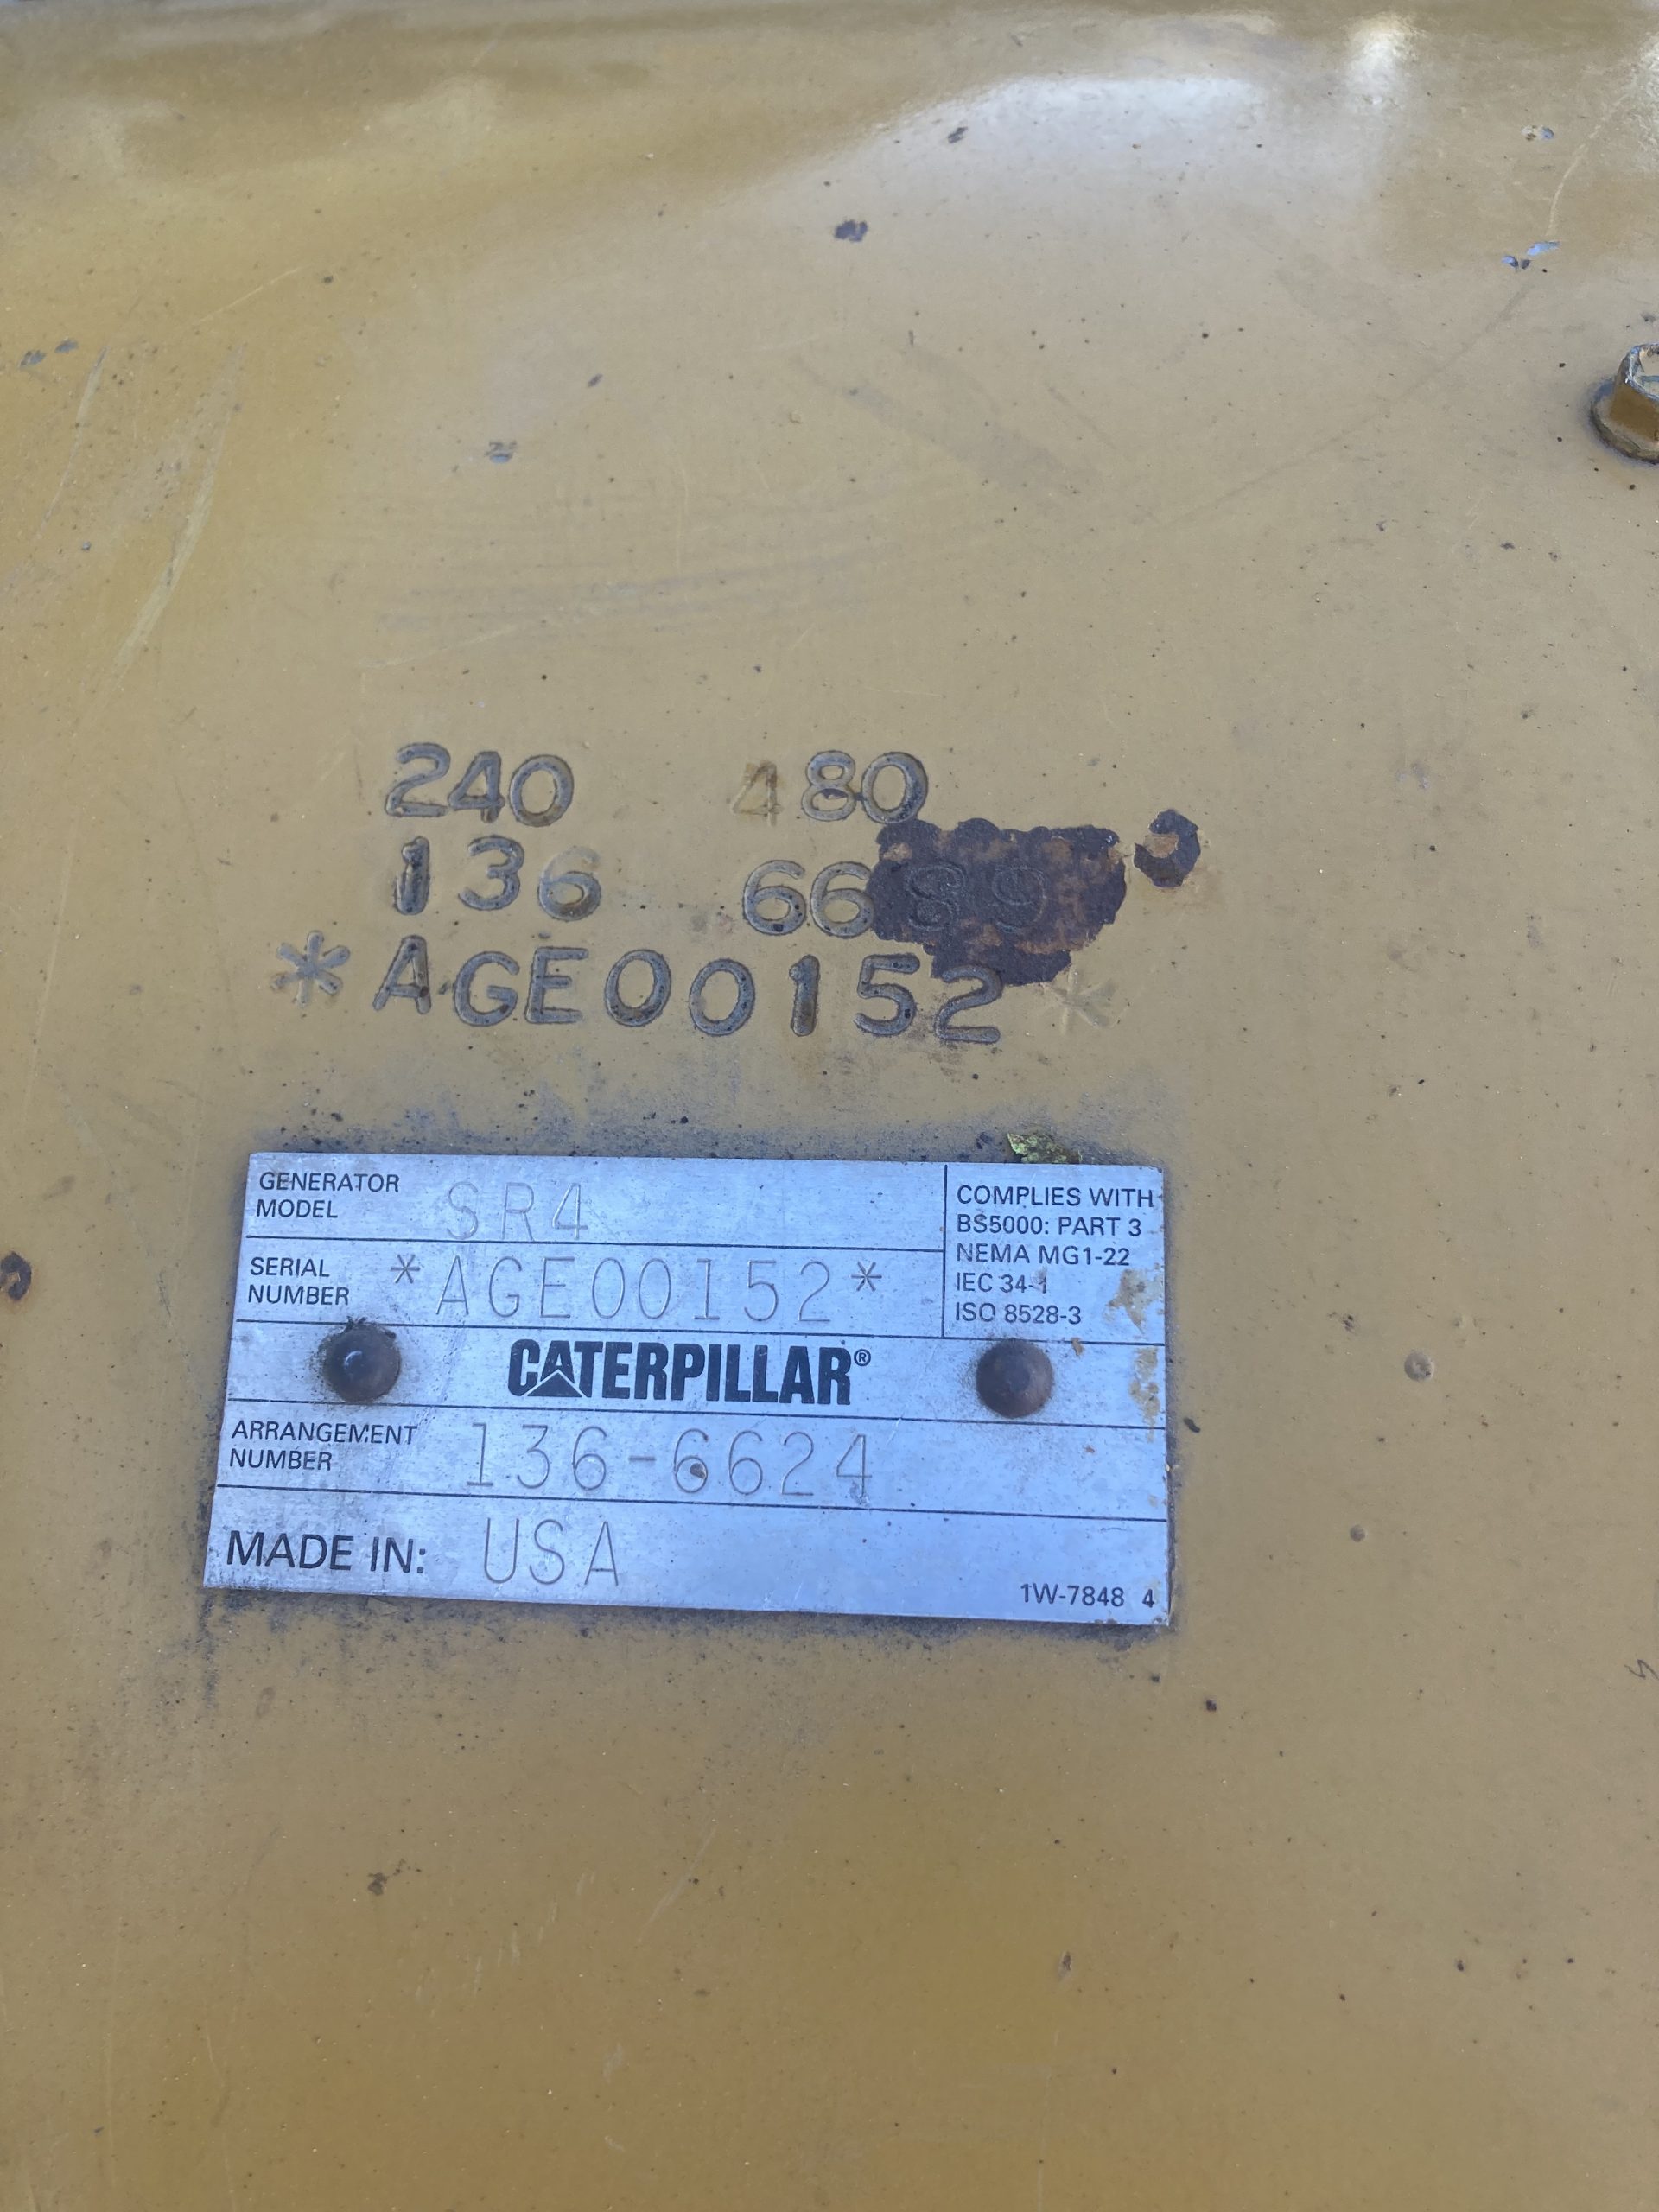 240 480
136 66
*AGE00152*
GENERATOR
MODEL SR4
COMPLIES WITH
BS5000: PART 3
NEMA MG1-22
IEC 34-1
ISO 8528-3
SERIAL
NUMBER *AGE00152*
CATERPILLAR®
ARRANGEMENT
NUMBER 136-6624
MADE IN: USA
1W-7848 4